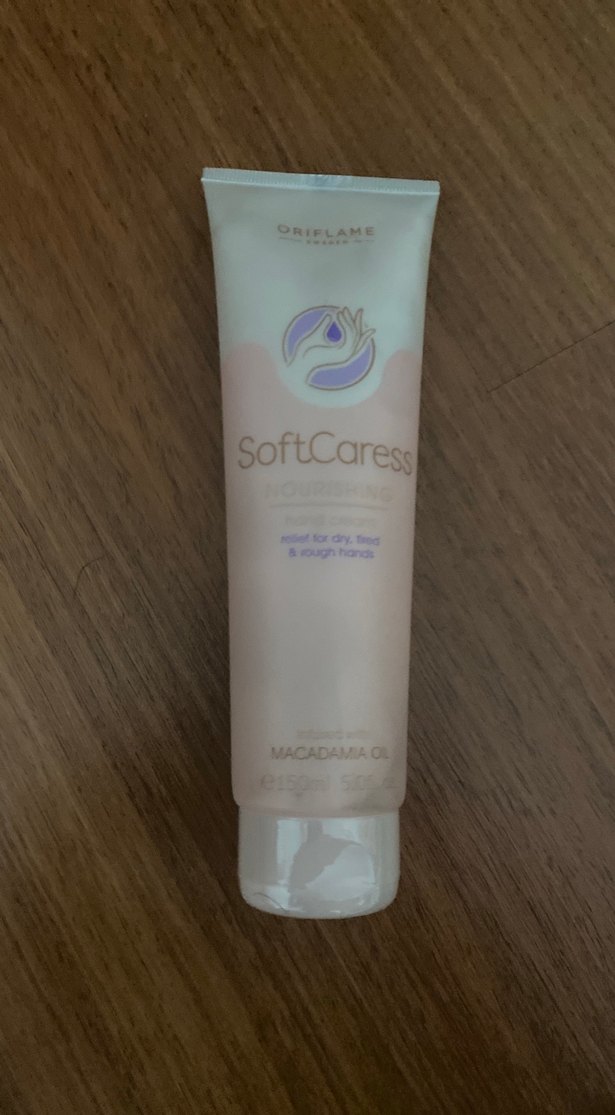 ORIFLAME
SWEDEN
SoftCaress
NOURISHING
hand cream
relief for dry, tired
& rough hands
infused with
MACADAMIA OIL
℮150ml